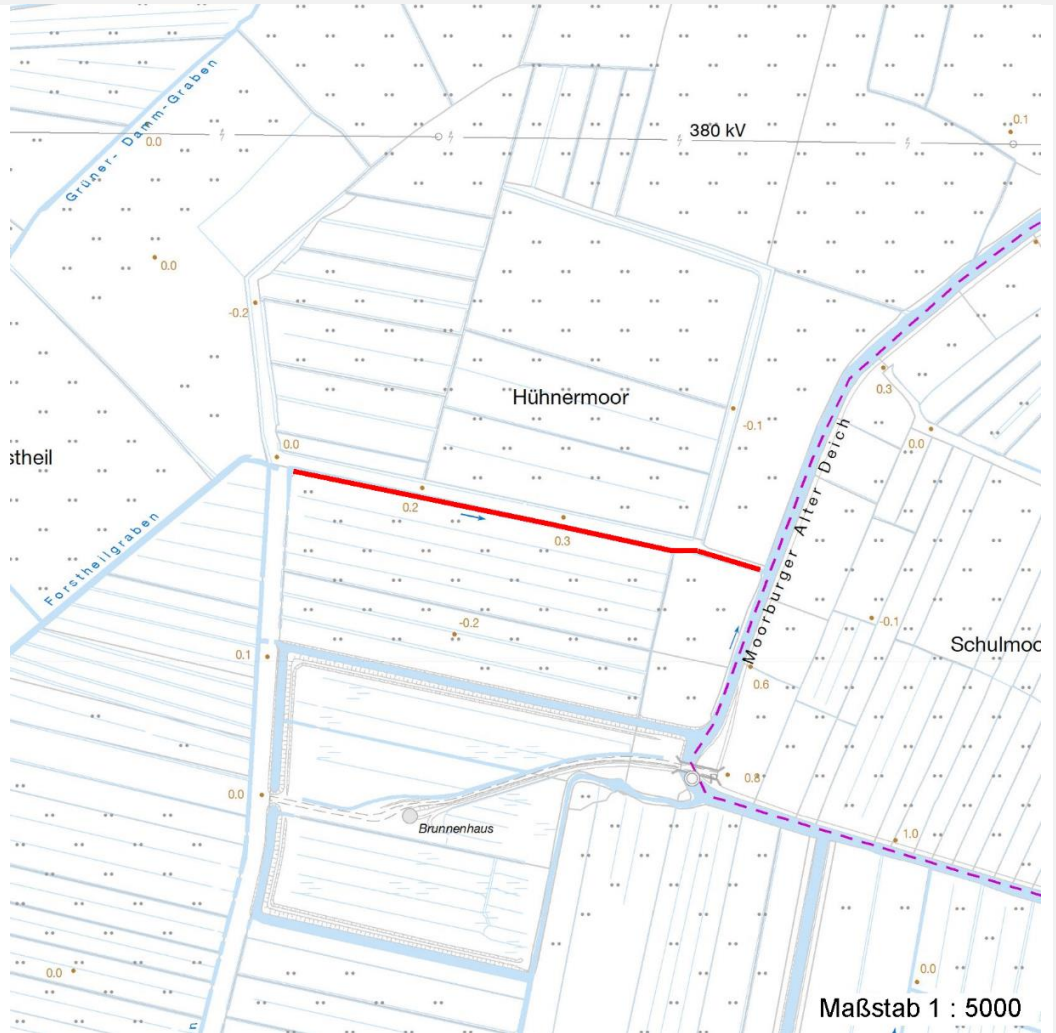 0.1
380 kV
0.0
Grüner- Damm-Graben
0.0
-0.2
0.3
Hühnermoor
-0.1
0.0
0.0
stheil
0.2
0.3
Moorburger Alter Deich
Forstheilgraben
-0.2
-0.1
Schulmoo
0.1
0.6
0.8
0.0
Brunnenhaus
1.0
0.0
0.0
Maßstab 1 : 5000